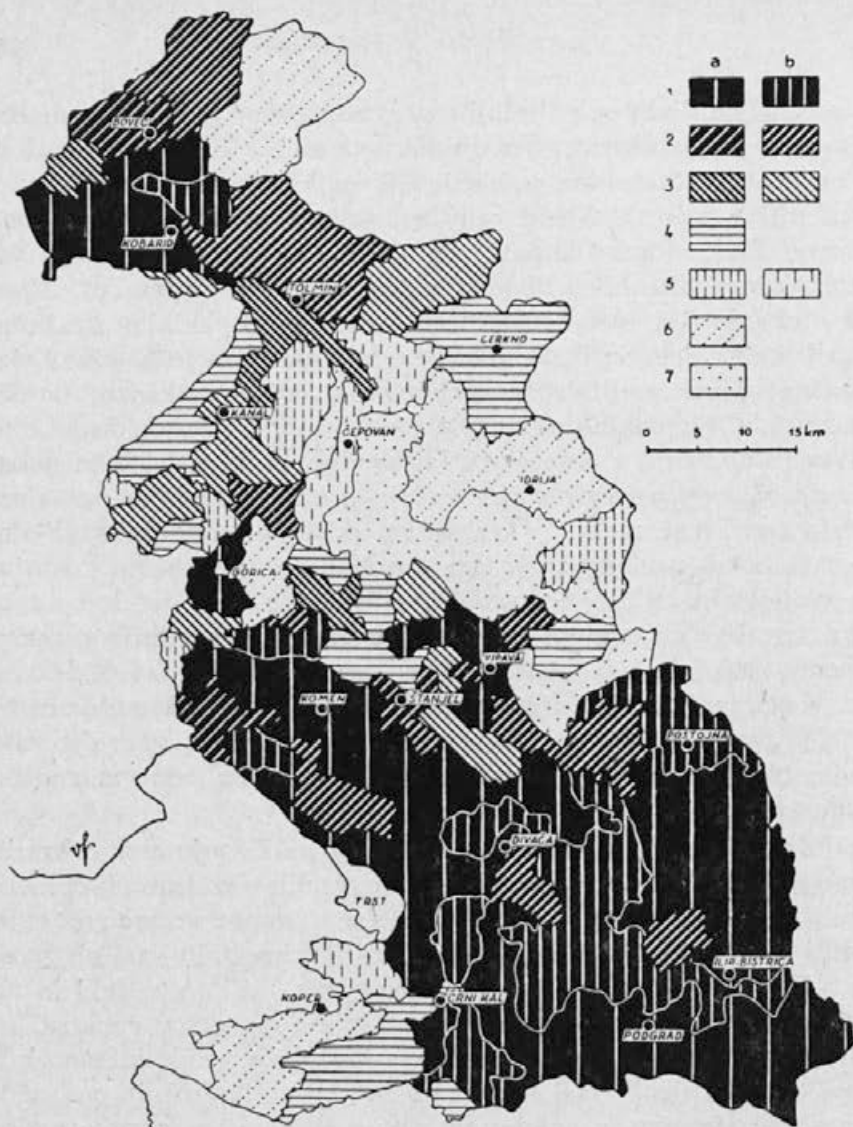 a b
1
2
3
4
5
6
7
0 5 10 15 km
BOVEC
KOBARID
TOLMIN
CERKNO
KANAL
ČEPOVAN
IDRIJA
GORICA
VIPAVA
KOMEN
ŠTANJEL
POSTOJNA
DIVAČA
TRST
ILIR. BISTRICA
KOPER
ČRNI KAL
PODGRAD